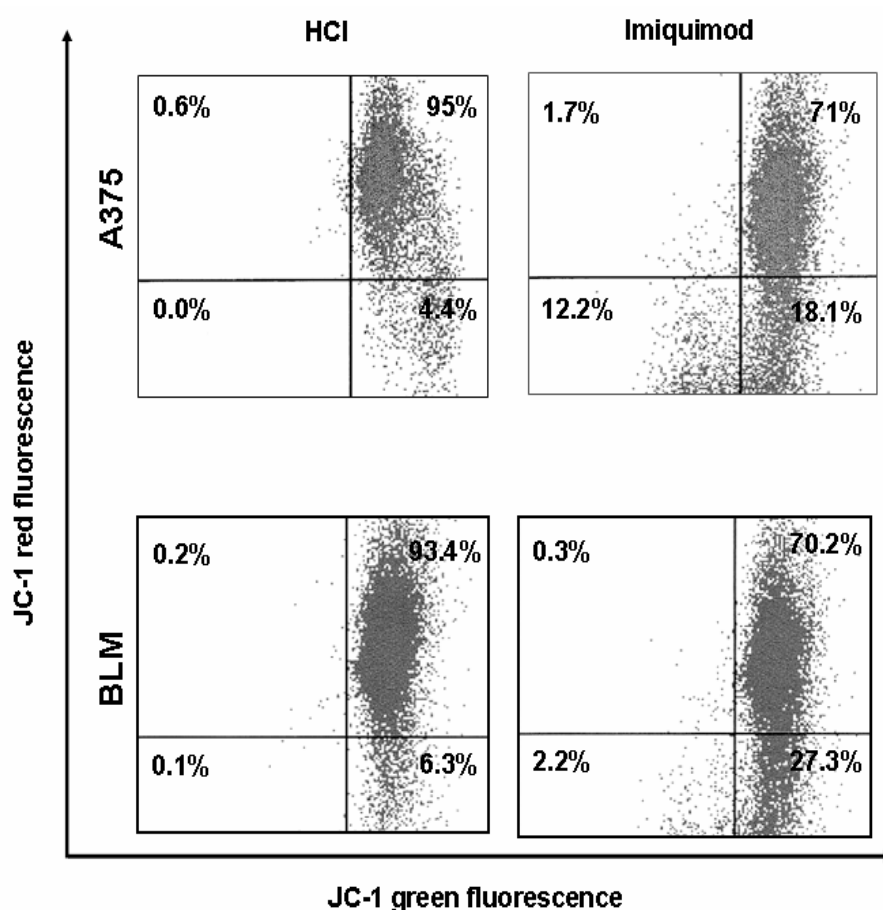 HCl
Imiquimod
0.6%
95%
1.7%
71%
A375
0.0%
4.4%
12.2%
18.1%
JC-1 red fluorescence
0.2%
93.4%
0.3%
70.2%
BLM
0.1%
6.3%
2.2%
27.3%
JC-1 green fluorescence